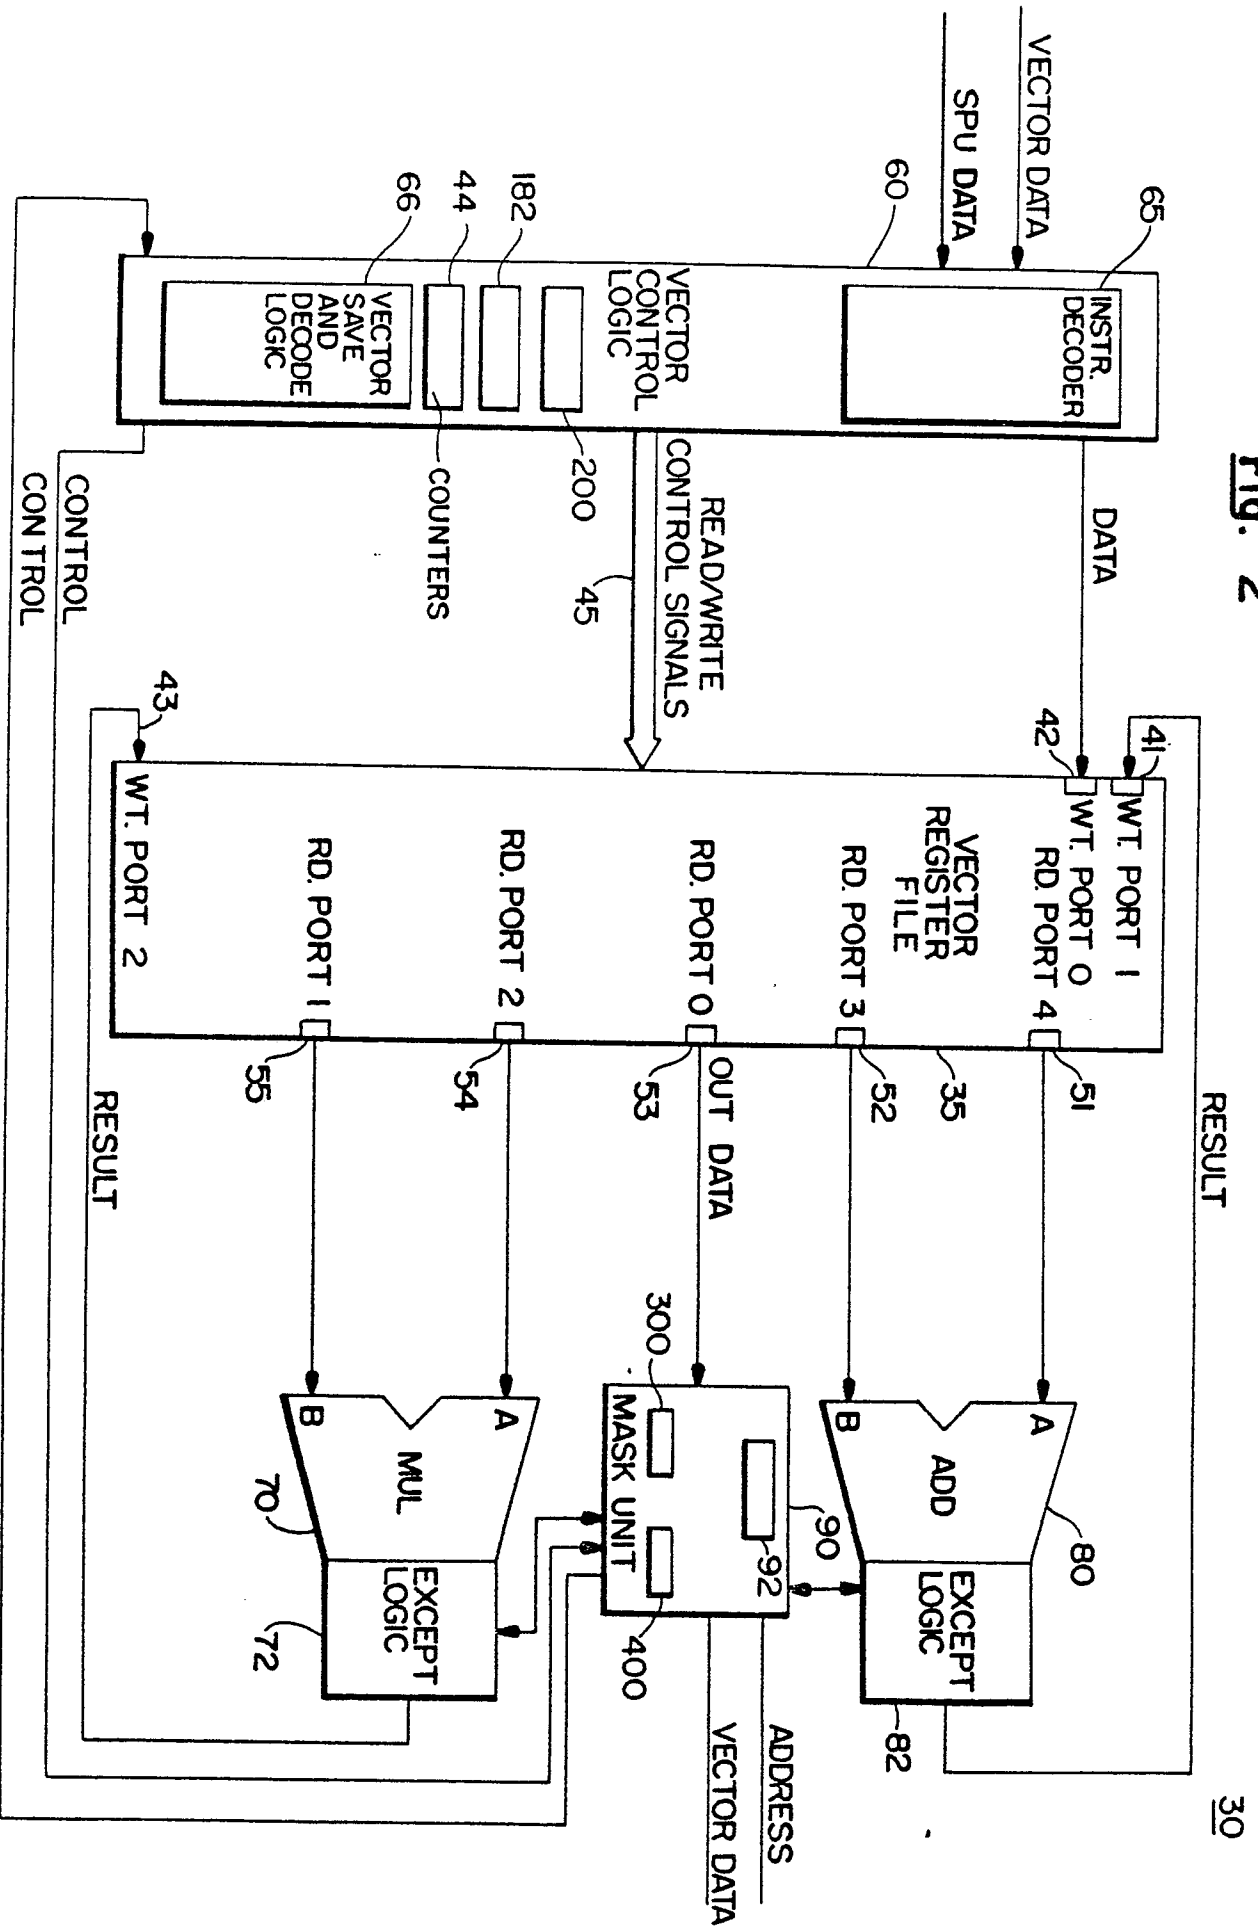 Fig. 2
30
VECTOR DATA
SPU DATA
65
60
INSTR.
DECODER
VECTOR
CONTROL
LOGIC
200
182
44
COUNTERS
66
VECTOR
SAVE
AND
DECODE
LOGIC
DATA
READ/WRITE
CONTROL SIGNALS
45
CONTROL
CONTROL
41
42
43
WT. PORT 1
WT. PORT 0
RD. PORT 4
VECTOR
REGISTER
FILE
RD. PORT 3
RD. PORT 0
RD. PORT 2
RD. PORT 1
WT. PORT 2
51
35
52
53
54
55
OUT DATA
RESULT
RESULT
A
B
ADD
80
EXCEPT
LOGIC
82
90
92
300
400
MASK UNIT
ADDRESS
VECTOR DATA
A
B
MUL
70
EXCEPT
LOGIC
72